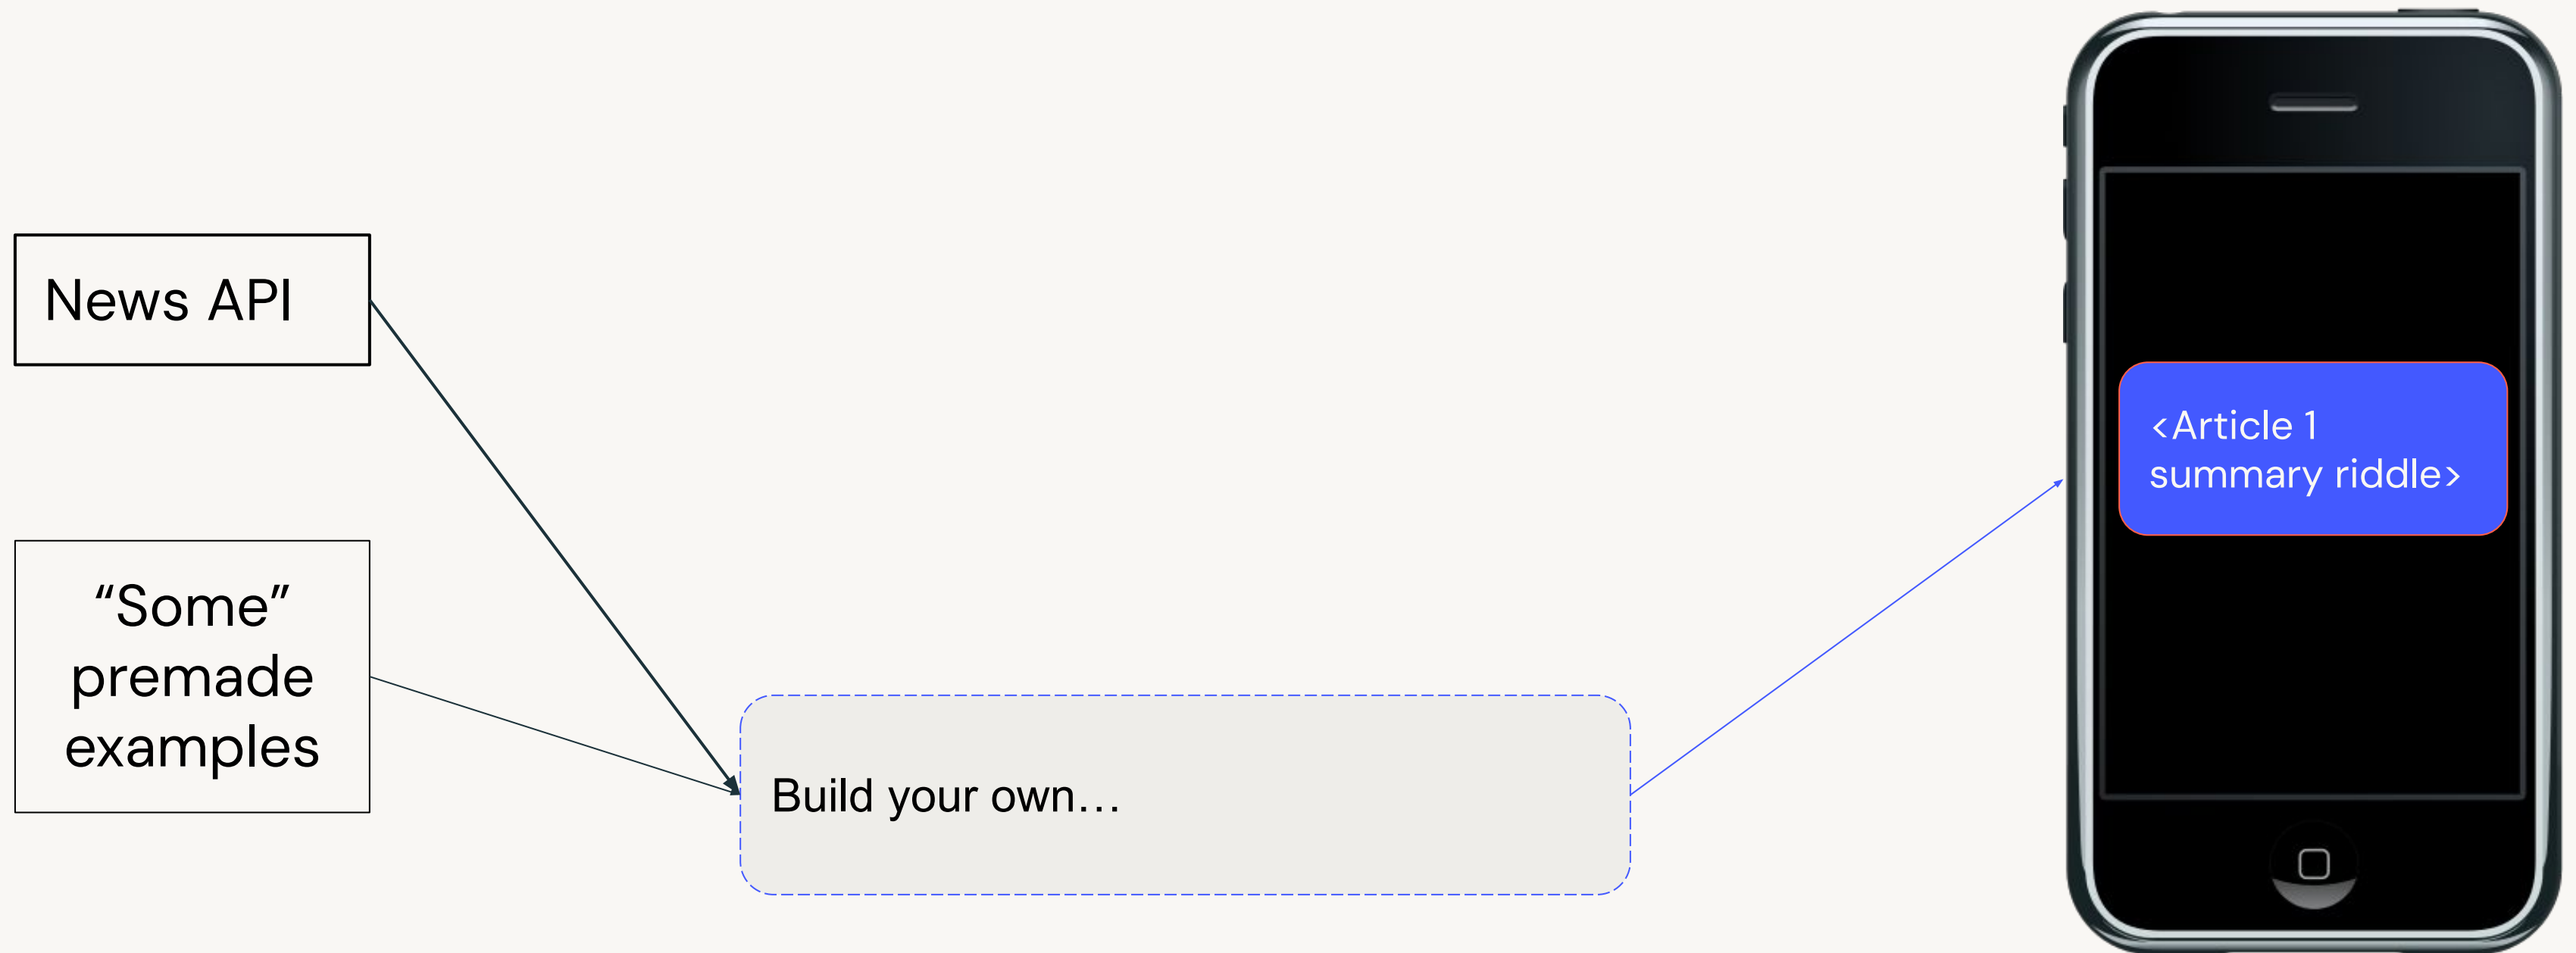 News API
“Some”
premade
examples
Build your own…
<Article 1
summary riddle>